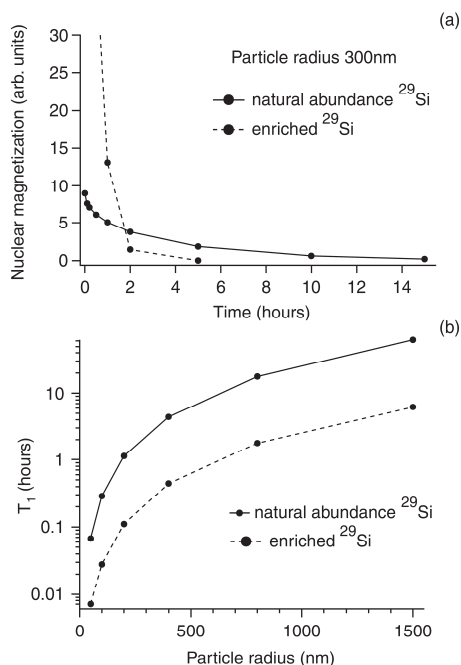 (a)
30
25
20
15
10
5
0
Nuclear magnetization (arb. units)
Particle radius 300nm
natural abundance ²⁹Si
enriched ²⁹Si
0 2 4 6 8 10 12 14
Time (hours)
(b)
10
1
0.1
0.01
T₁ (hours)
natural abundance ²⁹Si
enriched ²⁹Si
0 500 1000 1500
Particle radius (nm)